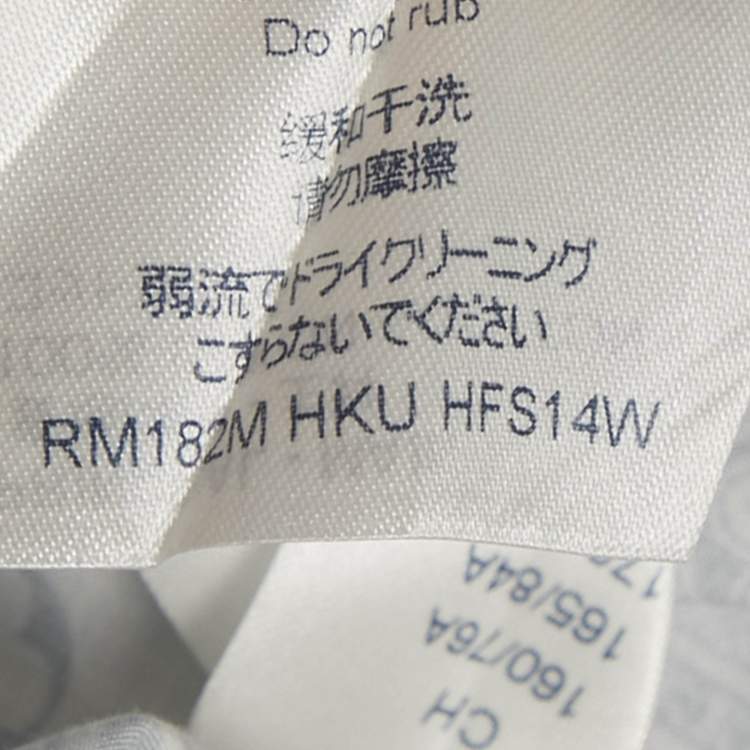 Do not rub
缓和干洗
请勿摩擦
弱流でドライクリーニング
こすらないでください
RM182M HKU HFS14W
165/84A
160/76A
CH